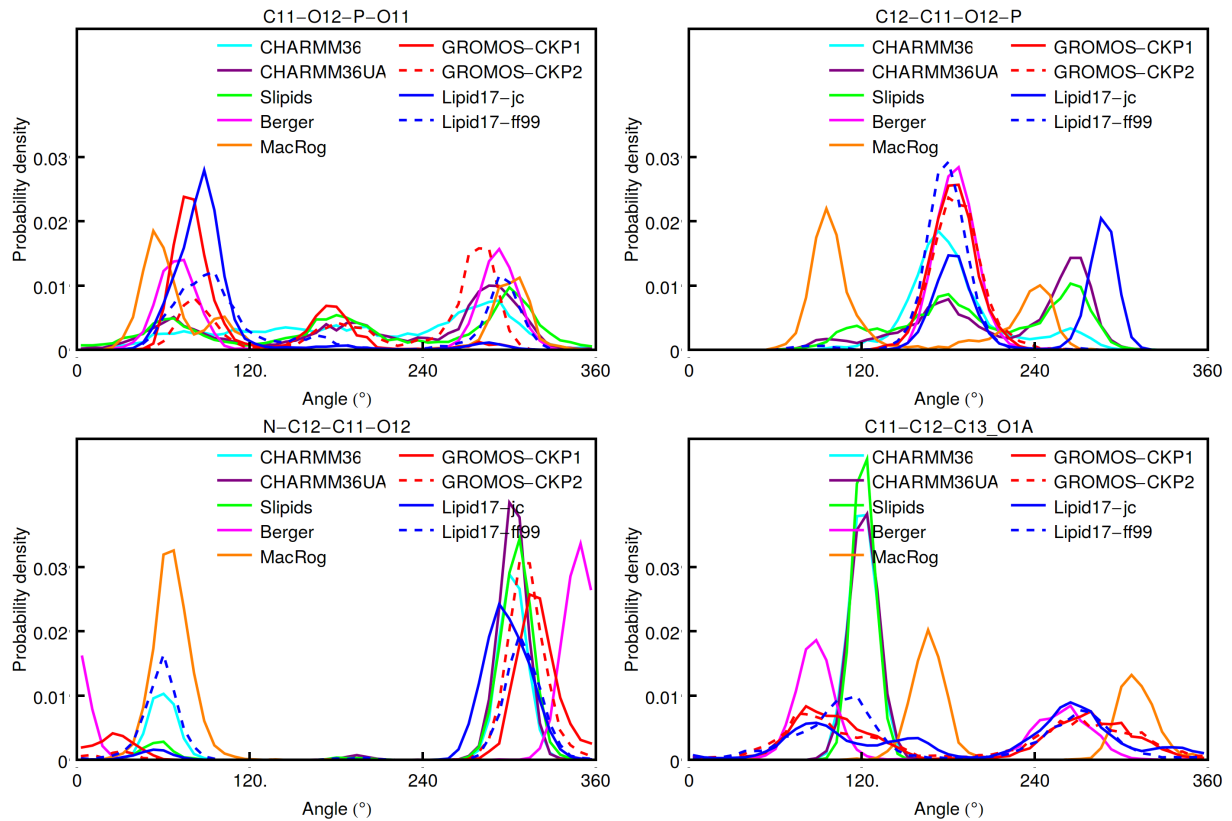 C11−O12−P−O11
CHARMM36 GROMOS−CKP1
CHARMM36UA GROMOS−CKP2
Slipids Lipid17−jc
Berger Lipid17−ff99
MacRog
Probability density
0.03
0.02
0.01
0
0 120. 240 360
Angle (°)
C12−C11−O12−P
CHARMM36 GROMOS−CKP1
CHARMM36UA GROMOS−CKP2
Slipids Lipid17−jc
Berger Lipid17−ff99
MacRog
Probability density
0.03
0.02
0.01
0
0 120. 240 360
Angle (°)
N−C12−C11−O12
CHARMM36 GROMOS−CKP1
CHARMM36UA GROMOS−CKP2
Slipids Lipid17−jc
Berger Lipid17−ff99
MacRog
Probability density
0.03
0.02
0.01
0
0 120. 240 360
Angle (°)
C11−C12−C13_O1A
CHARMM36 GROMOS−CKP1
CHARMM36UA GROMOS−CKP2
Slipids Lipid17−jc
Berger Lipid17−ff99
MacRog
Probability density
0.03
0.02
0.01
0
0 120. 240 360
Angle (°)